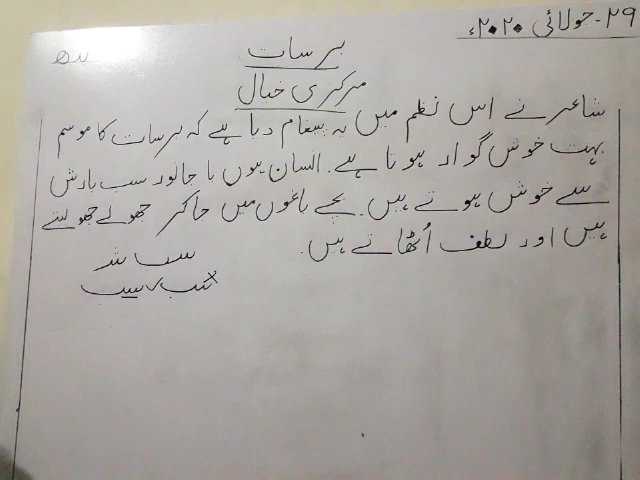 ۲۹-جولائی ۲۰۲۰ء
بدھ
برسات
مرکزی خیال
شاعر نے اس نظم میں یہ پیغام دیا ہے کہ برسات کا موسم
بہت خوش گوار ہوتا ہے۔ انسان ہوں یا جانور سب بارش
سے خوش ہوتے ہیں۔ بچے باغوں میں جاکر جھولے جھولتے
ہیں اور لطف اُٹھاتے ہیں۔